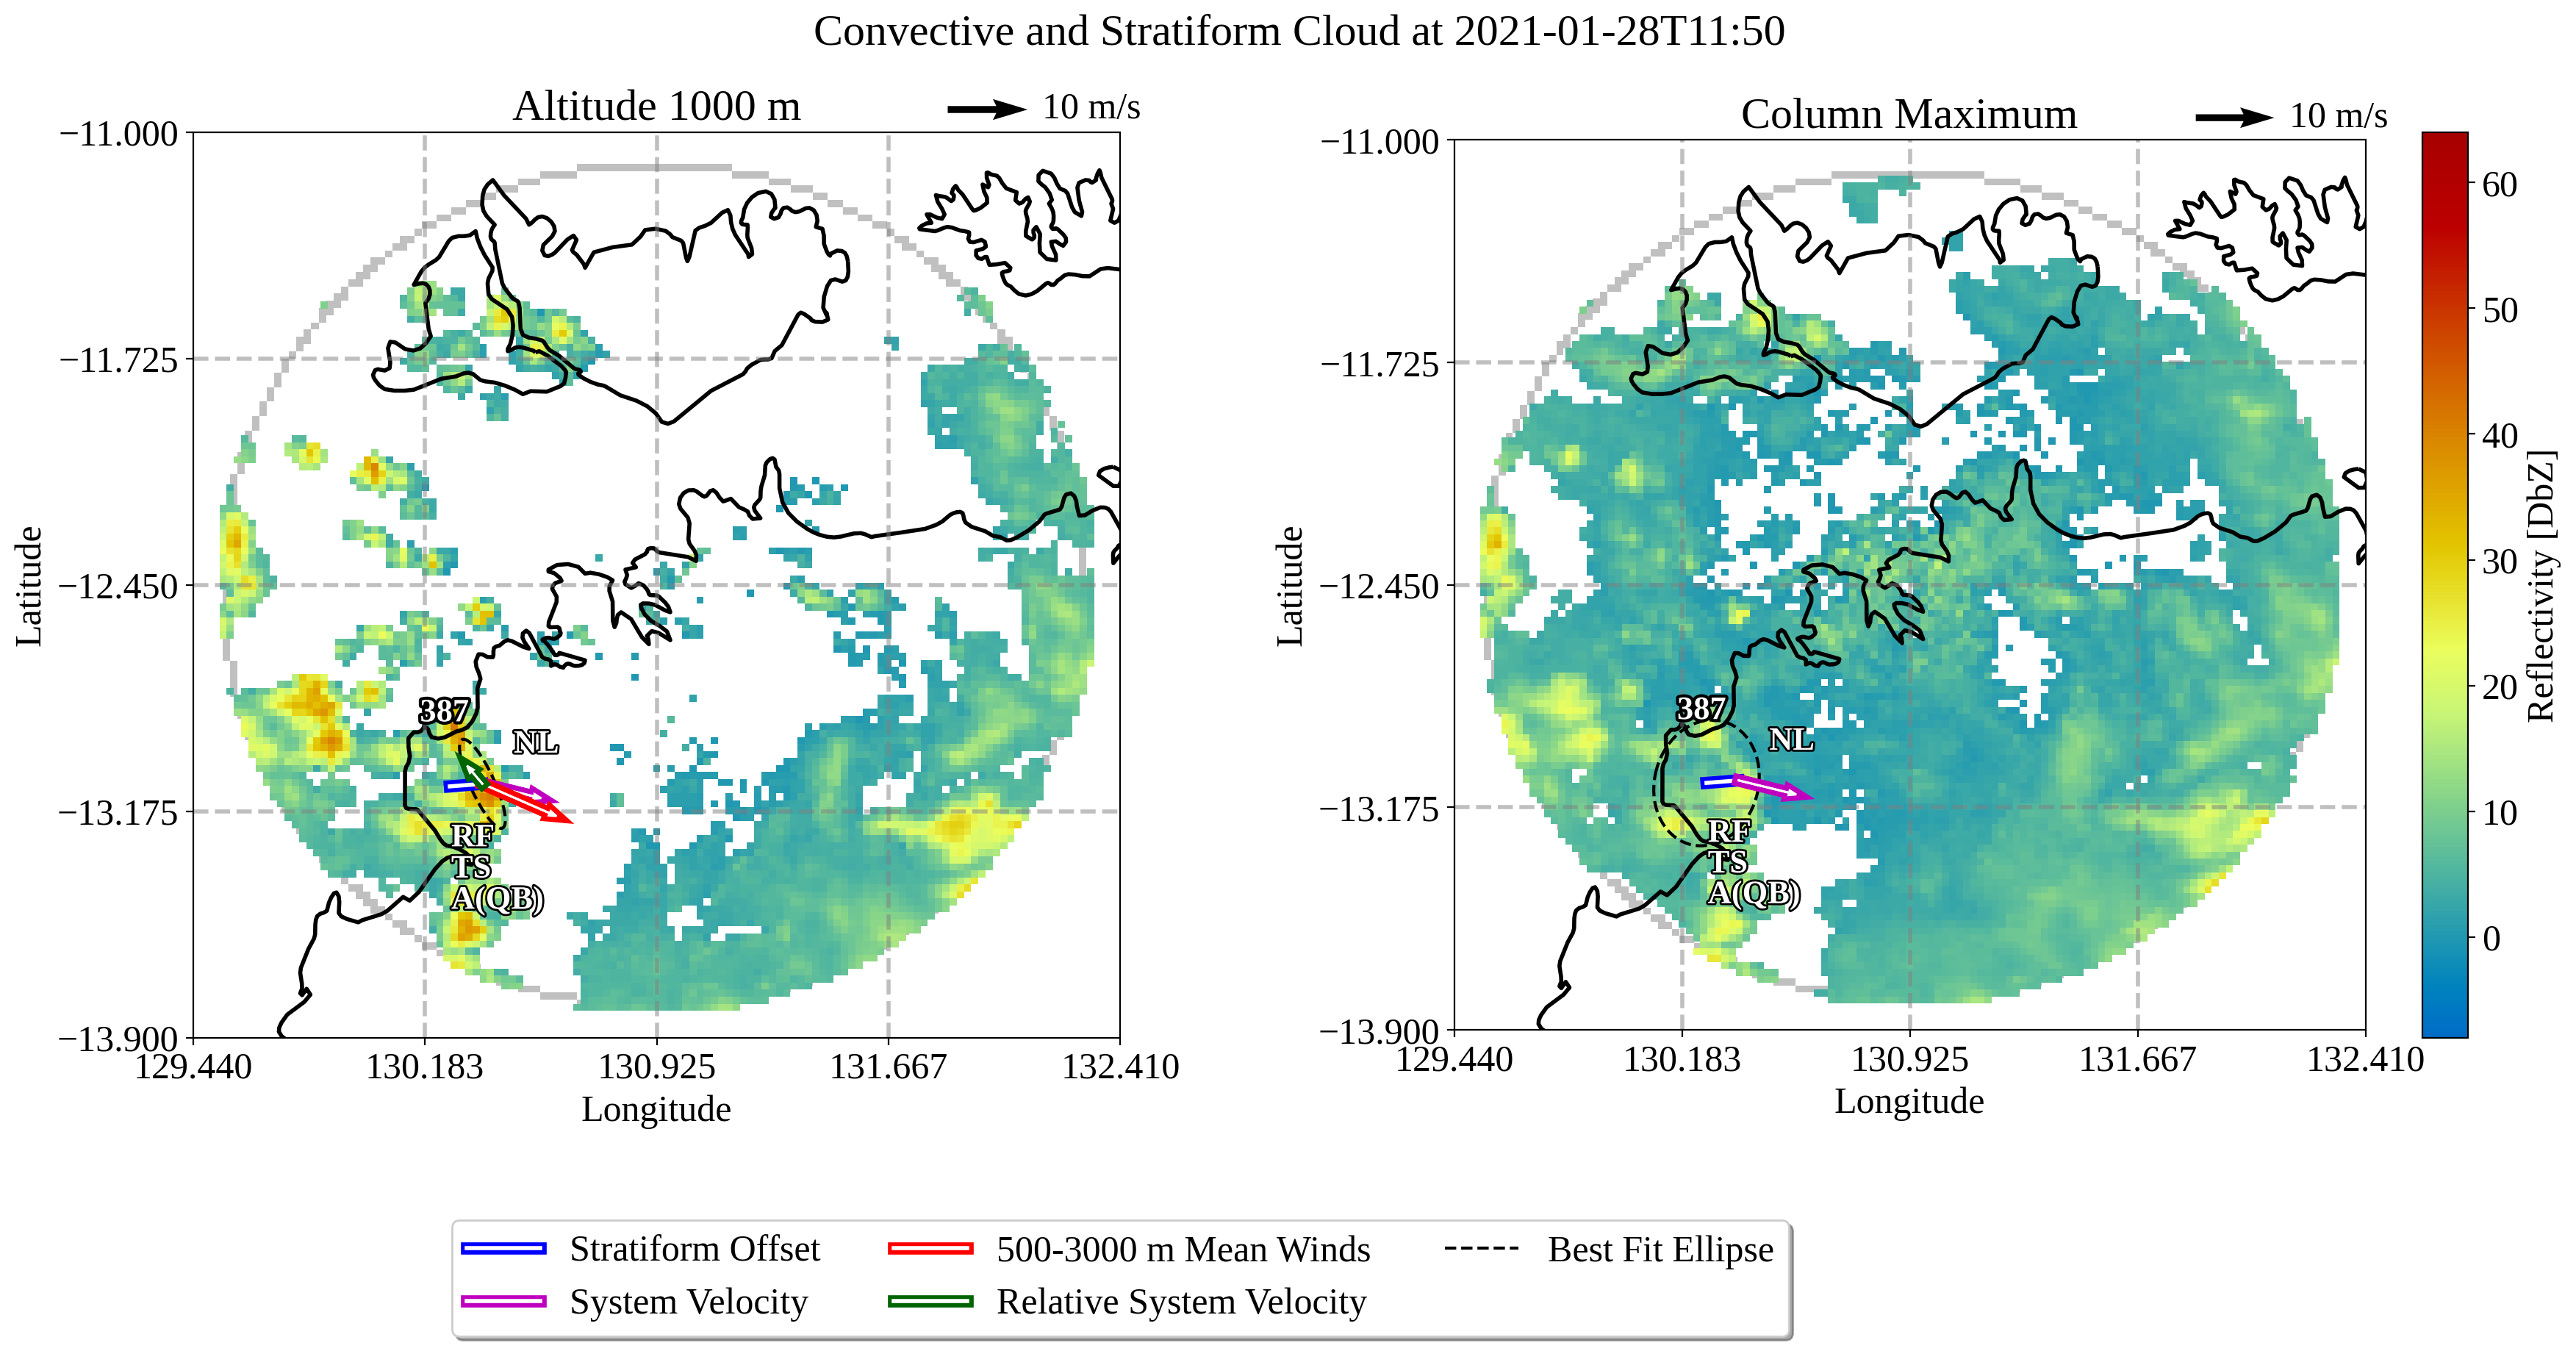 Convective and Stratiform Cloud at 2021-01-28T11:50
Altitude 1000 m
10 m/s
−11.000
−11.725
−12.450
−13.175
−13.900
Latitude
129.440
130.183
130.925
131.667
132.410
Longitude
387
NL
RF
TS
A(QB)
Column Maximum
10 m/s
−11.000
−11.725
−12.450
−13.175
−13.900
Latitude
129.440
130.183
130.925
131.667
132.410
Longitude
387
NL
RF
TS
A(QB)
60
50
40
30
20
10
0
Reflectivity [DbZ]
Stratiform Offset
System Velocity
500-3000 m Mean Winds
Relative System Velocity
Best Fit Ellipse